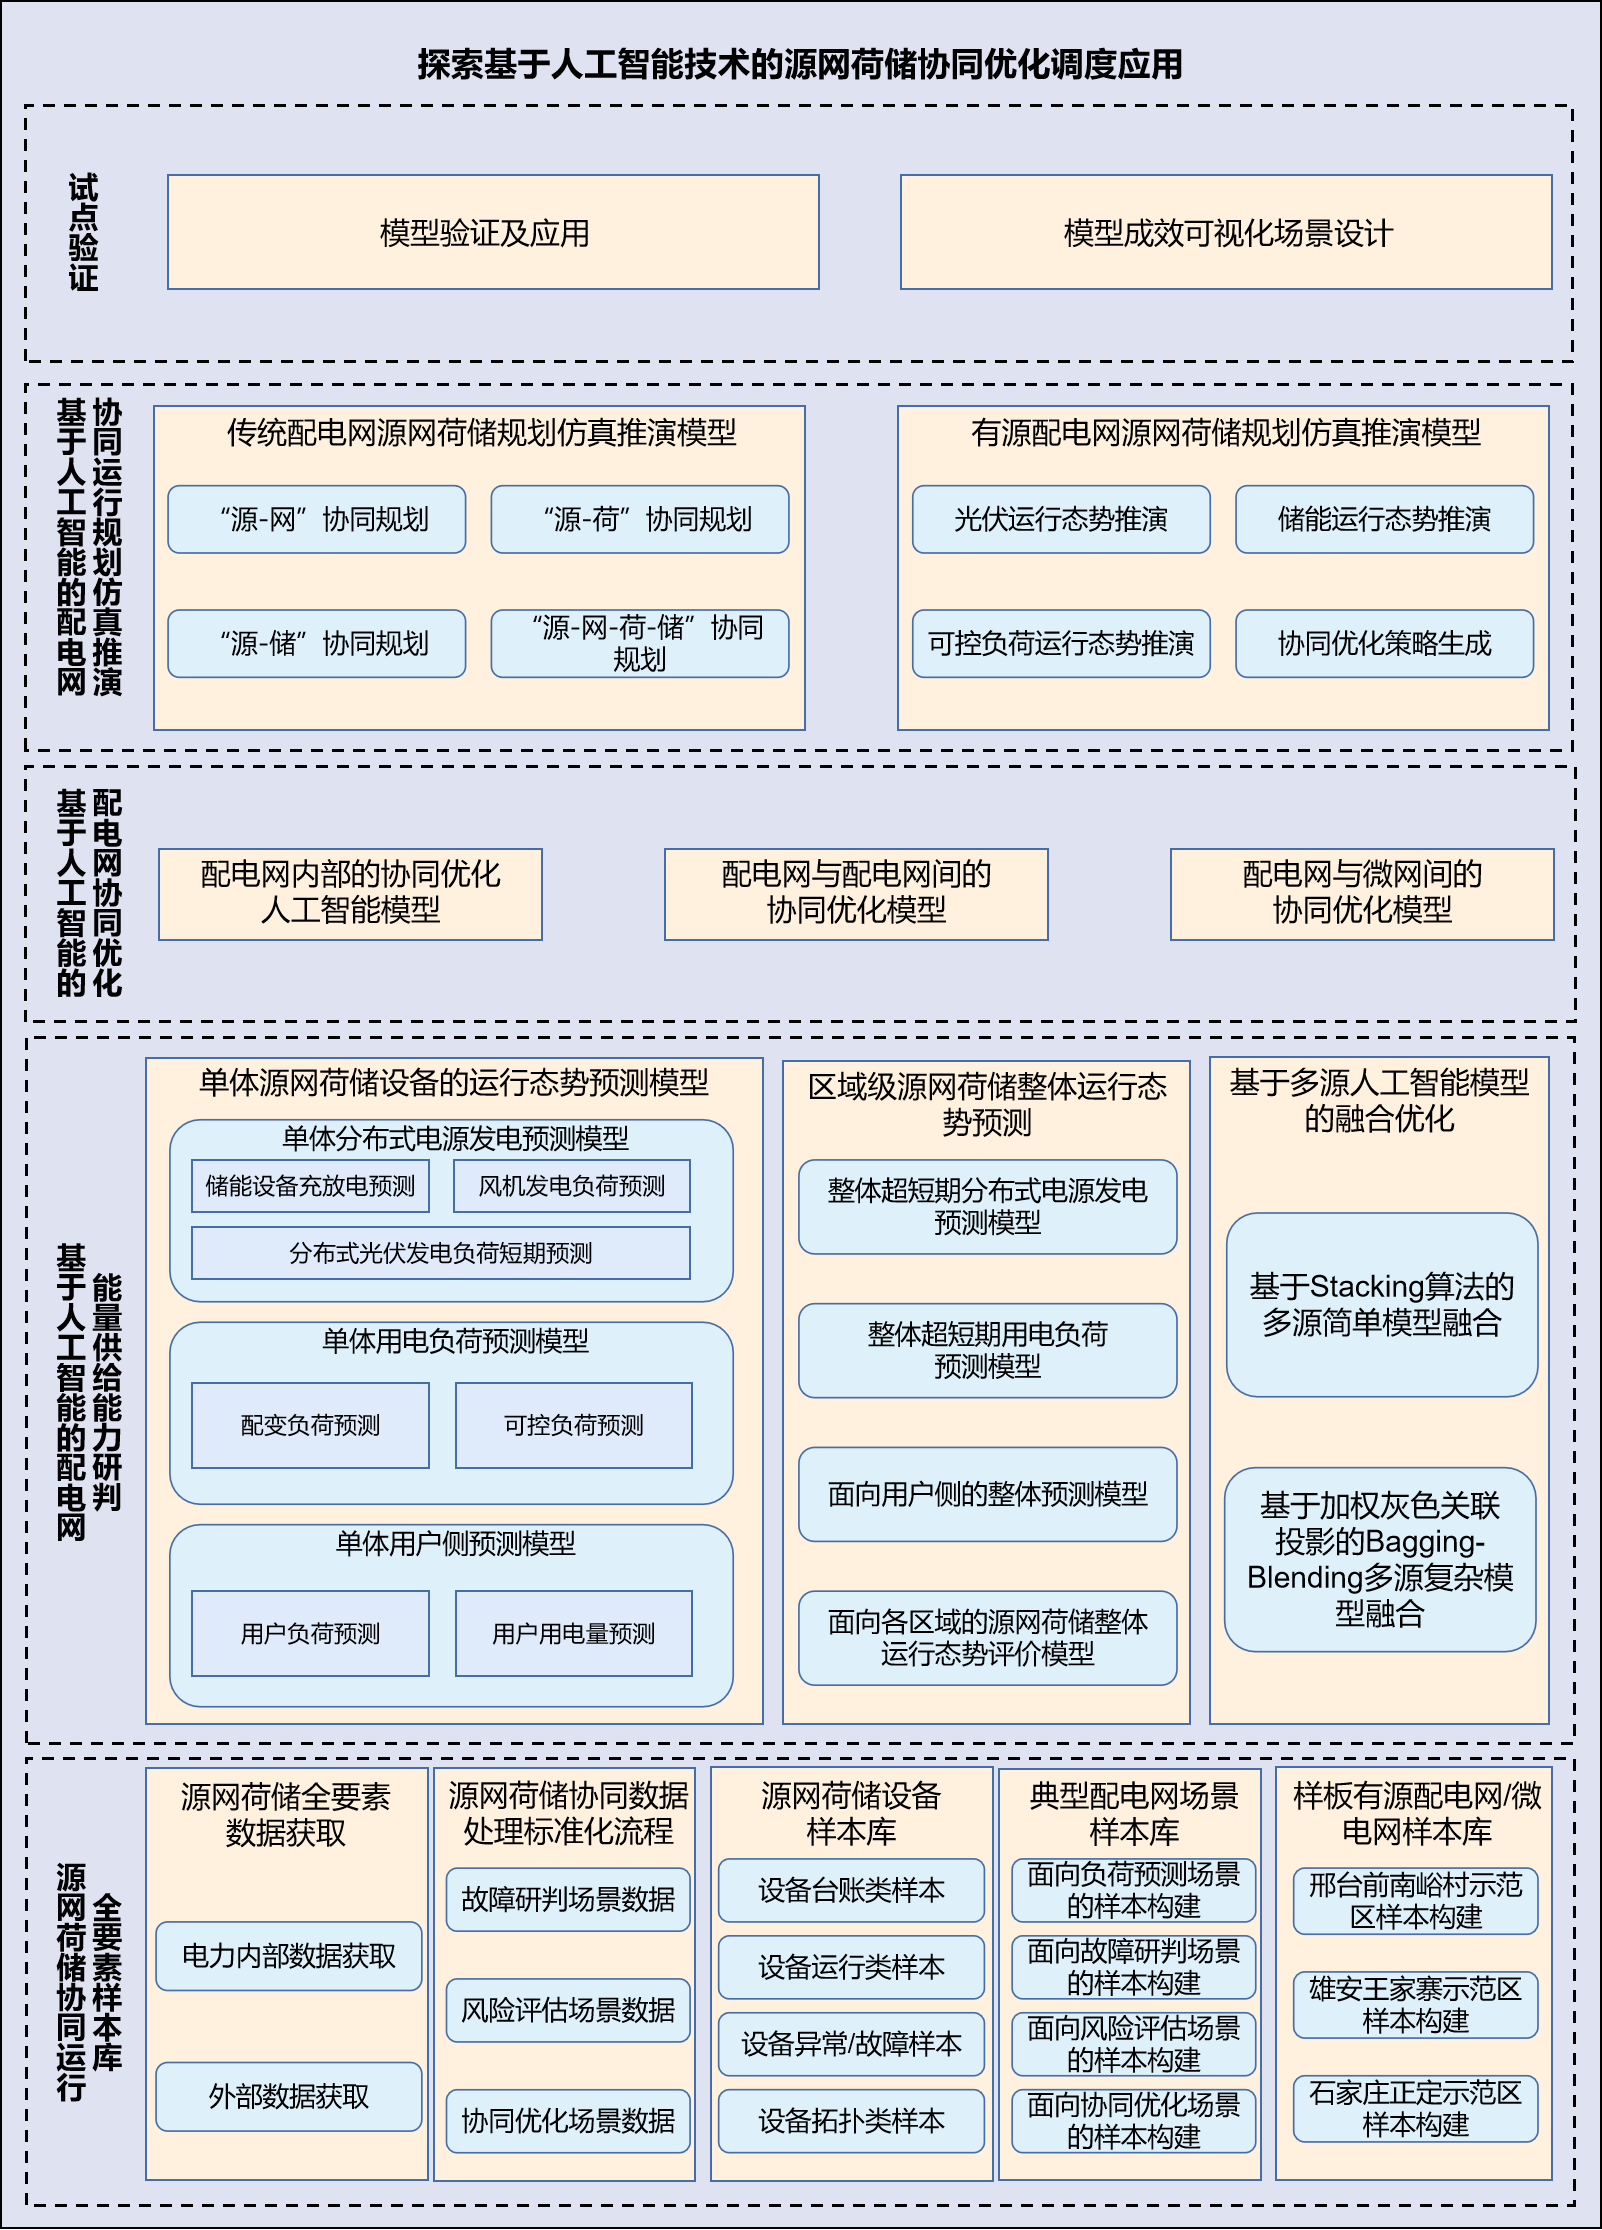 探索基于人工智能技术的源网荷储协同优化调度应用
试点验证
模型验证及应用
模型成效可视化场景设计
基于人工智能的配电网
协同运行规划仿真推演
传统配电网源网荷储规划仿真推演模型
“源-网”协同规划
“源-荷”协同规划
“源-储”协同规划
“源-网-荷-储”协同
规划
有源配电网源网荷储规划仿真推演模型
光伏运行态势推演
储能运行态势推演
可控负荷运行态势推演
协同优化策略生成
基于人工智能的
配电网协同优化
配电网内部的协同优化
人工智能模型
配电网与配电网间的
协同优化模型
配电网与微网间的
协同优化模型
基于人工智能的配电网
能量供给能力研判
单体源网荷储设备的运行态势预测模型
单体分布式电源发电预测模型
储能设备充放电预测
风机发电负荷预测
分布式光伏发电负荷短期预测
单体用电负荷预测模型
配变负荷预测
可控负荷预测
单体用户侧预测模型
用户负荷预测
用户用电量预测
区域级源网荷储整体运行态
势预测
整体超短期分布式电源发电
预测模型
整体超短期用电负荷
预测模型
面向用户侧的整体预测模型
面向各区域的源网荷储整体
运行态势评价模型
基于多源人工智能模型
的融合优化
基于Stacking算法的
多源简单模型融合
基于加权灰色关联
投影的Bagging-
Blending多源复杂模
型融合
源网荷储协同运行
全要素样本库
源网荷储全要素
数据获取
电力内部数据获取
外部数据获取
源网荷储协同数据
处理标准化流程
故障研判场景数据
风险评估场景数据
协同优化场景数据
源网荷储设备
样本库
设备台账类样本
设备运行类样本
设备异常/故障样本
设备拓扑类样本
典型配电网场景
样本库
面向负荷预测场景
的样本构建
面向故障研判场景
的样本构建
面向风险评估场景
的样本构建
面向协同优化场景
的样本构建
样板有源配电网/微
电网样本库
邢台前南峪村示范
区样本构建
雄安王家寨示范区
样本构建
石家庄正定示范区
样本构建